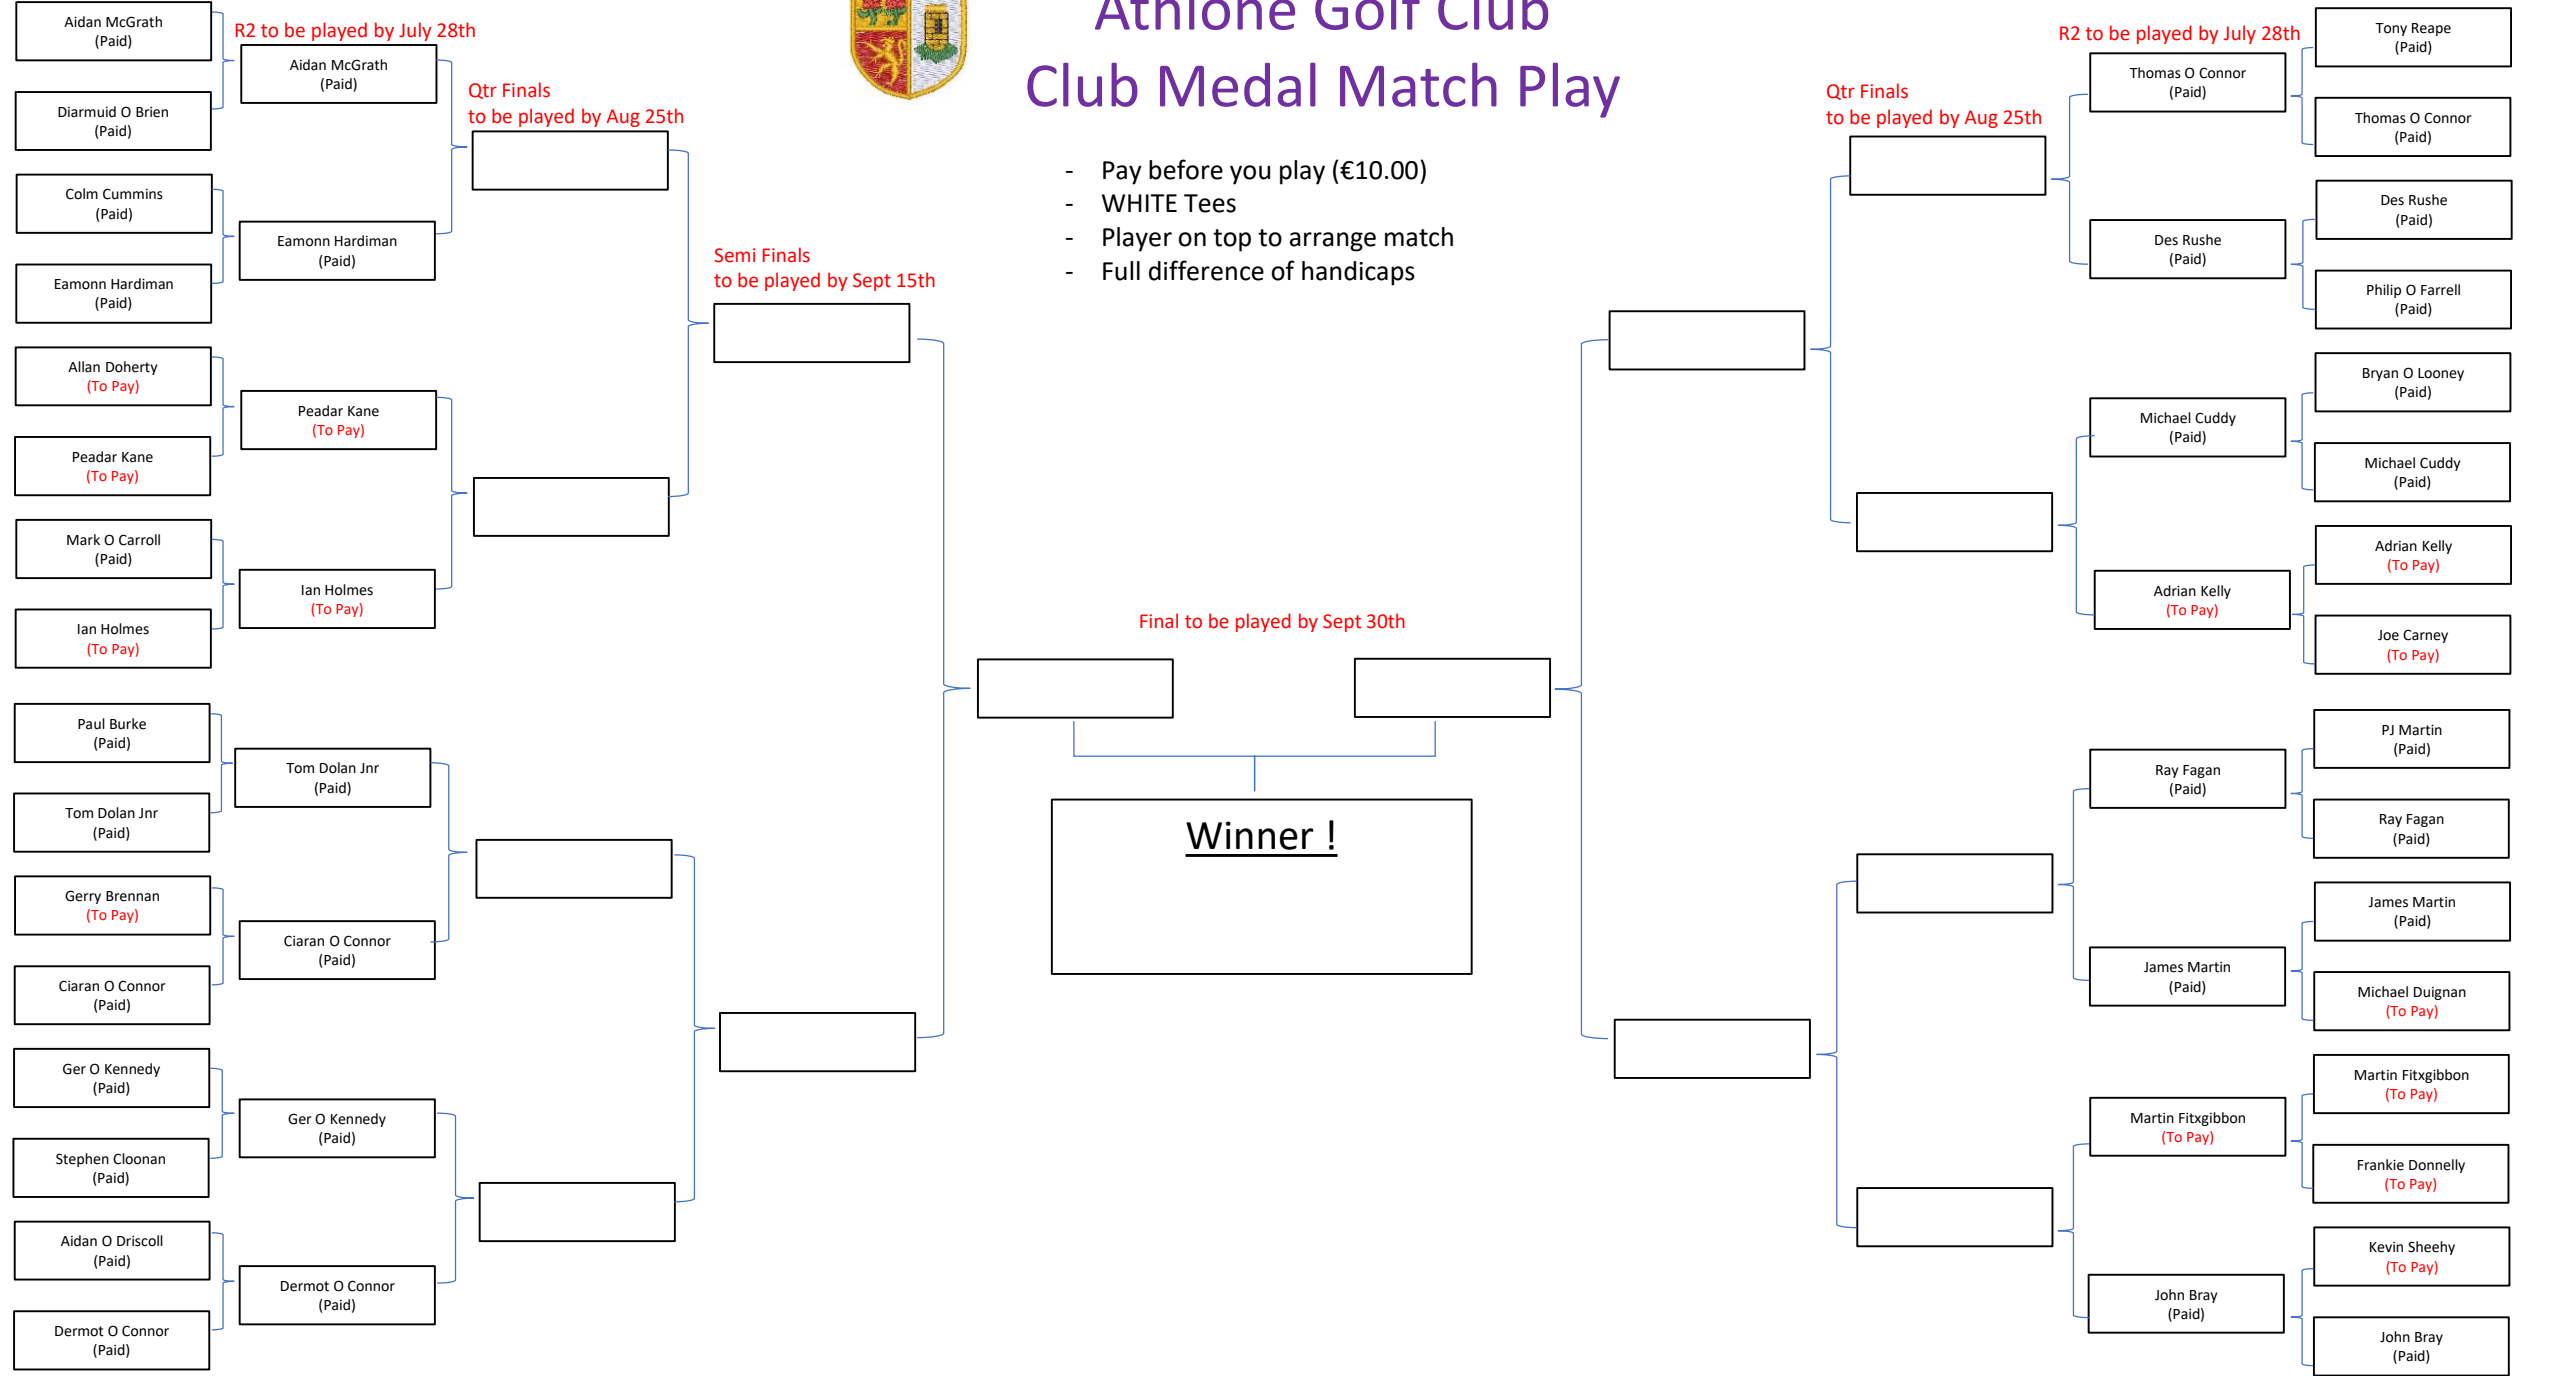 Athlone Golf Club
Club Medal Match Play
- Pay before you play (€10.00)
- WHITE Tees
- Player on top to arrange match
- Full difference of handicaps
Aidan McGrath
(Paid)
Diarmuid O Brien
(Paid)
Colm Cummins
(Paid)
Eamonn Hardiman
(Paid)
Allan Doherty
(To Pay)
Peadar Kane
(To Pay)
Mark O Carroll
(Paid)
Ian Holmes
(To Pay)
Paul Burke
(Paid)
Tom Dolan Jnr
(Paid)
Gerry Brennan
(To Pay)
Ciaran O Connor
(Paid)
Ger O Kennedy
(Paid)
Stephen Cloonan
(Paid)
Aidan O Driscoll
(Paid)
Dermot O Connor
(Paid)
R2 to be played by July 28th
Aidan McGrath
(Paid)
Eamonn Hardiman
(Paid)
Peadar Kane
(To Pay)
Ian Holmes
(To Pay)
Tom Dolan Jnr
(Paid)
Ciaran O Connor
(Paid)
Ger O Kennedy
(Paid)
Dermot O Connor
(Paid)
Qtr Finals
to be played by Aug 25th
Semi Finals
to be played by Sept 15th
Final to be played by Sept 30th
Winner !
Qtr Finals
to be played by Aug 25th
R2 to be played by July 28th
Thomas O Connor
(Paid)
Des Rushe
(Paid)
Michael Cuddy
(Paid)
Adrian Kelly
(To Pay)
Ray Fagan
(Paid)
James Martin
(Paid)
Martin Fitxgibbon
(To Pay)
John Bray
(Paid)
Tony Reape
(Paid)
Thomas O Connor
(Paid)
Des Rushe
(Paid)
Philip O Farrell
(Paid)
Bryan O Looney
(Paid)
Michael Cuddy
(Paid)
Adrian Kelly
(To Pay)
Joe Carney
(To Pay)
PJ Martin
(Paid)
Ray Fagan
(Paid)
James Martin
(Paid)
Michael Duignan
(To Pay)
Martin Fitxgibbon
(To Pay)
Frankie Donnelly
(To Pay)
Kevin Sheehy
(To Pay)
John Bray
(Paid)